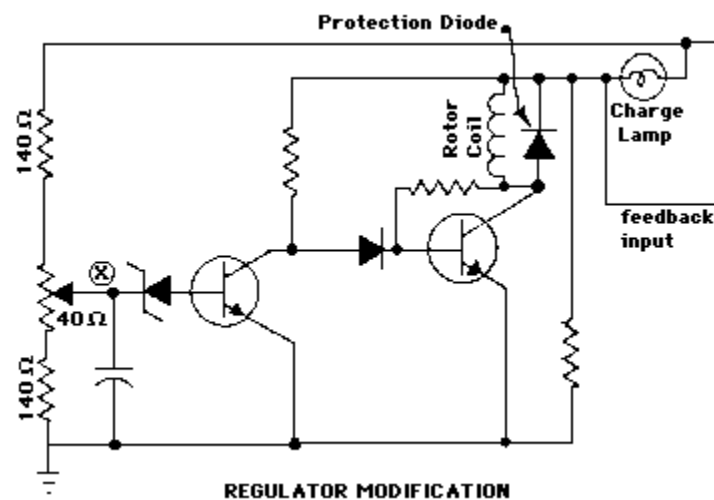 Protection Diode
140Ω
Rotor
Coil
Charge
Lamp
feedback
input
X
40Ω
140Ω
REGULATOR MODIFICATION